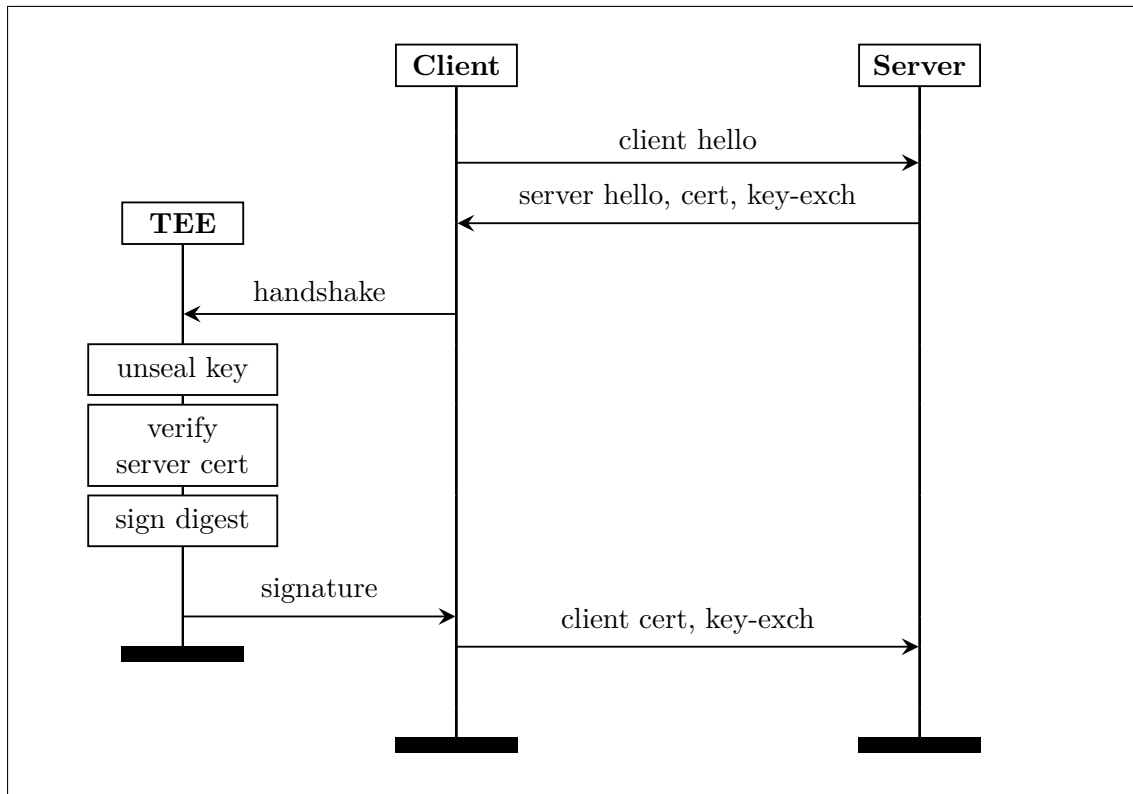 Client
Server
client hello
server hello, cert, key-exch
TEE
handshake
unseal key
verify
server cert
sign digest
signature
client cert, key-exch